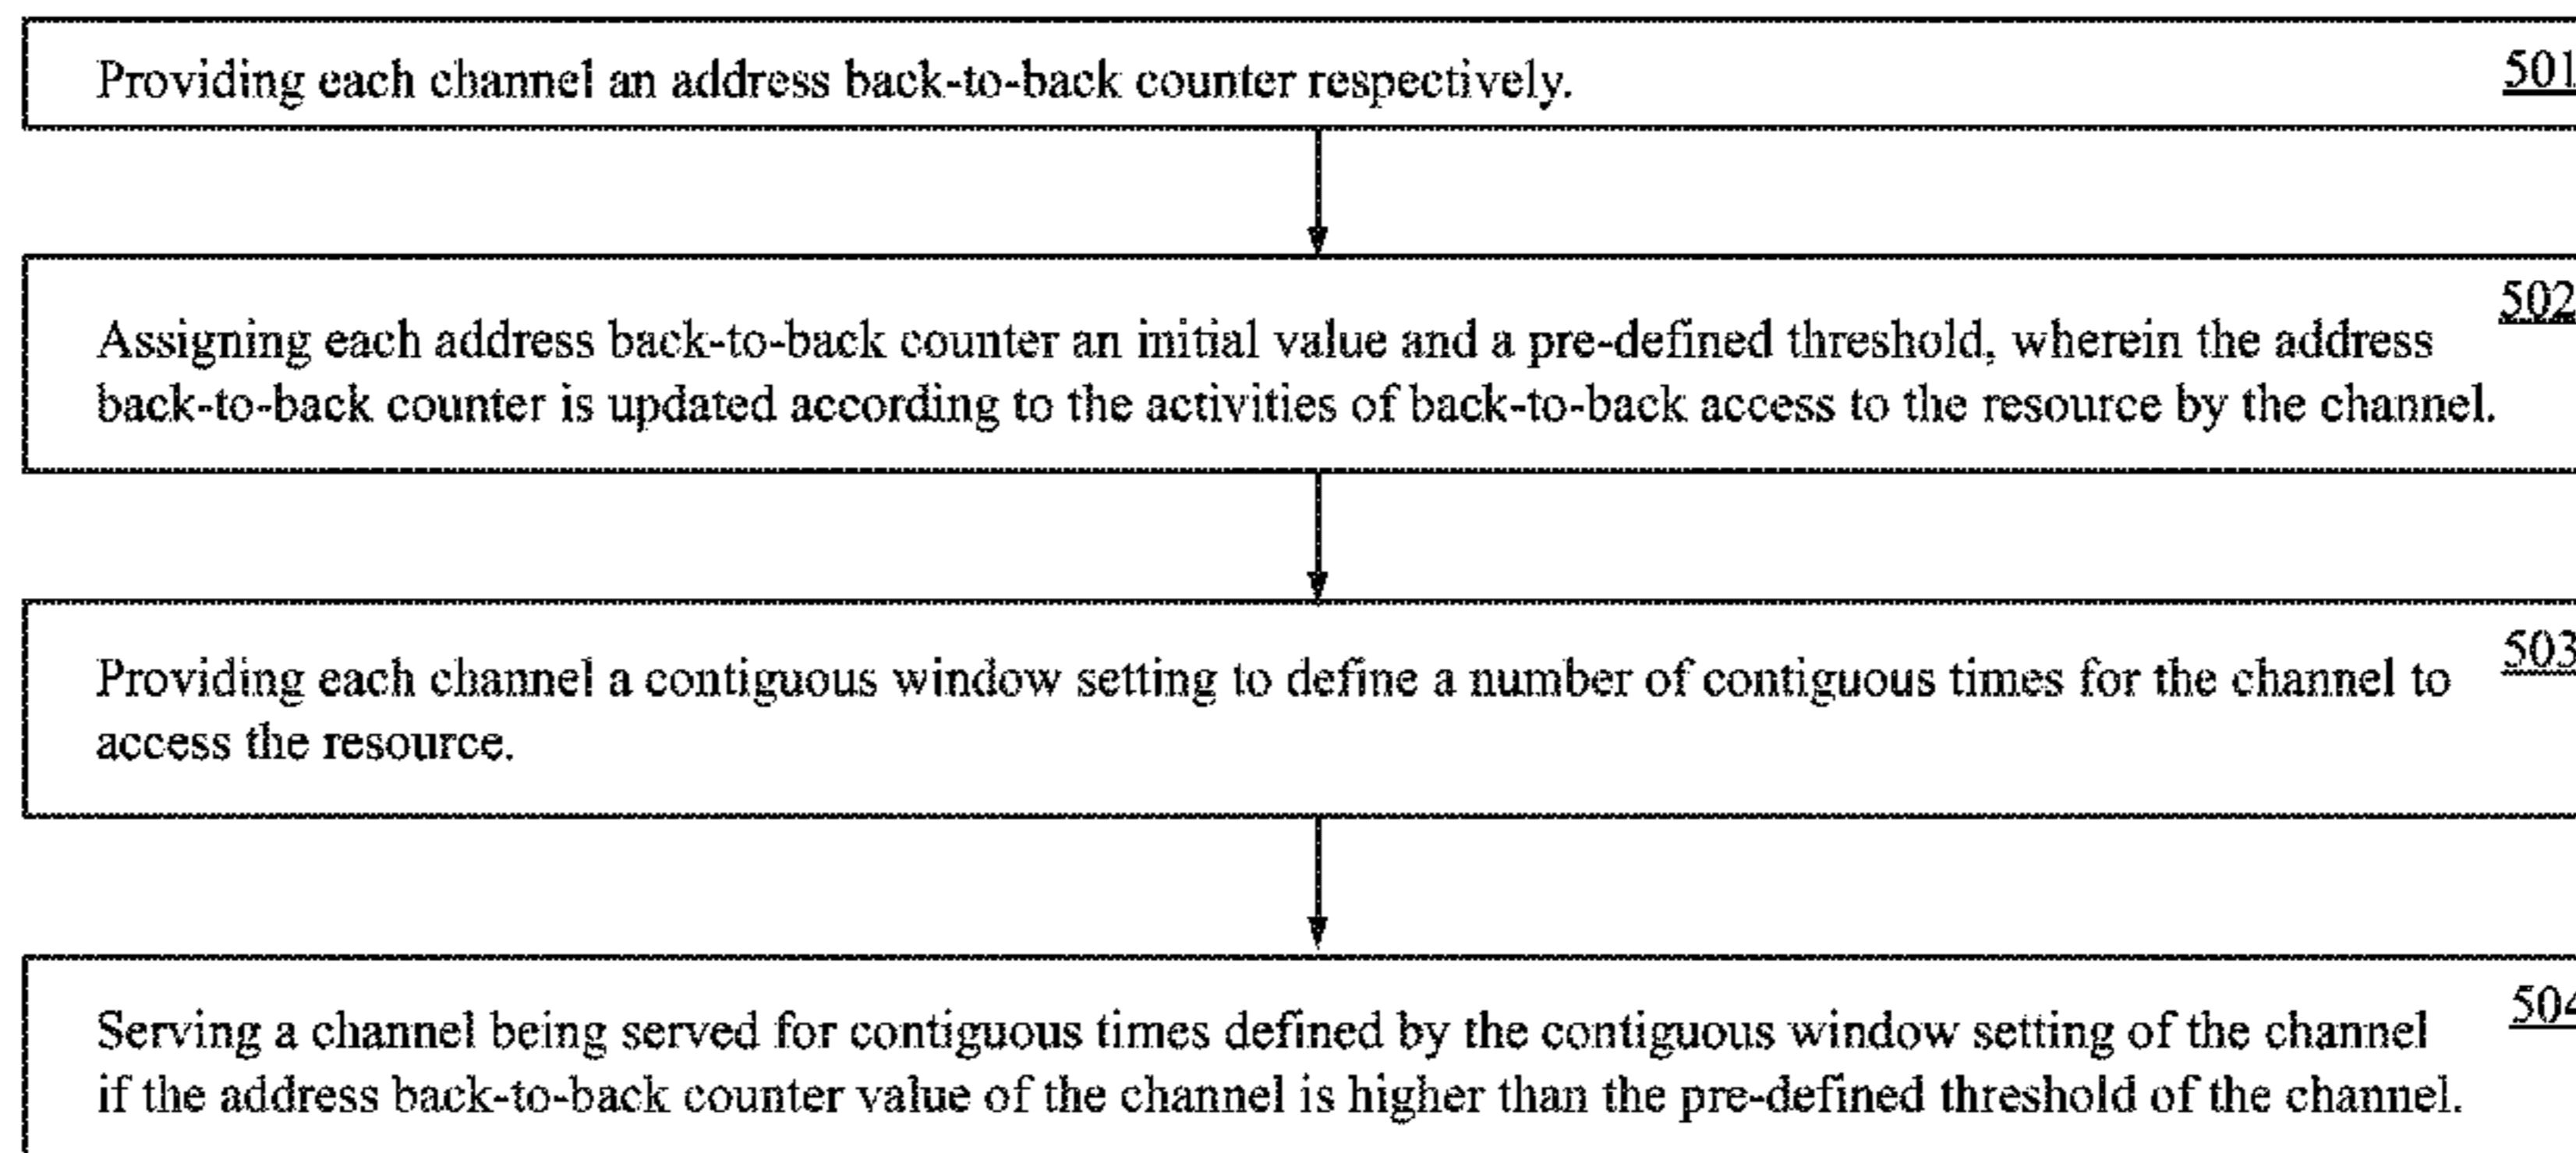 Providing each channel an address back-to-back counter respectively. 501
502
Assigning each address back-to-back counter an initial value and a pre-defined threshold, wherein the address
back-to-back counter is updated according to the activities of back-to-back access to the resource by the channel.
503
Providing each channel a contiguous window setting to define a number of contiguous times for the channel to
access the resource.
504
Serving a channel being served for contiguous times defined by the contiguous window setting of the channel
if the address back-to-back counter value of the channel is higher than the pre-defined threshold of the channel.